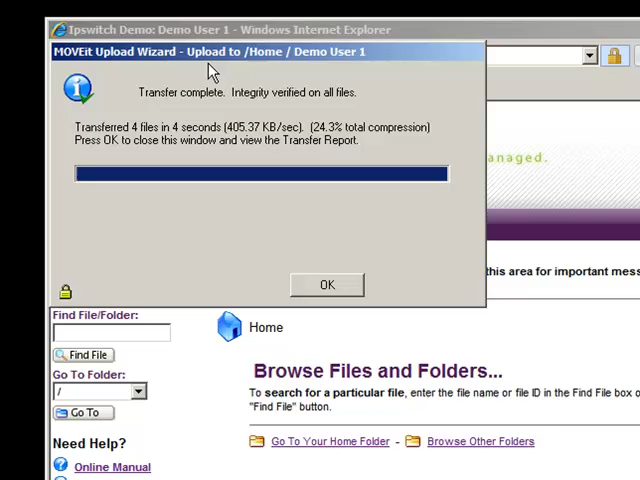 Ipswitch Demo: Demo User 1 - Windows Internet Explorer
MOVEit Upload Wizard - Upload to /Home / Demo User 1
Transfer complete.  Integrity verified on all files.
Transferred 4 files in 4 seconds (405.37 KB/sec).  (24.3% total compression)
Press OK to close this window and view the Transfer Report.
anaged.
OK
this area for important mess
Find File/Folder:
Home
Find File
Go To Folder:
/
Go To
Browse Files and Folders...
To search for a particular file, enter the file name or file ID in the Find File box o
"Find File" button.
Go To Your Home Folder - Browse Other Folders
Need Help?
Online Manual